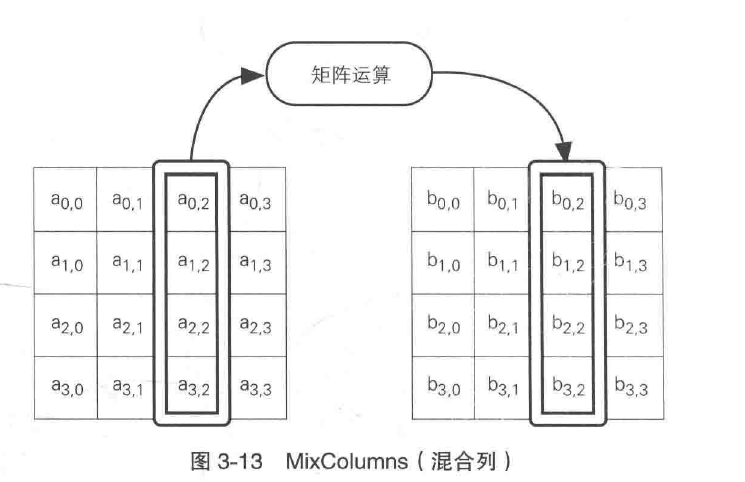 矩阵运算
a0,0 a0,1 a0,2 a0,3 b0,0 b0,1 b0,2 b0,3
a1,0 a1,1 a1,2 a1,3 b1,0 b1,1 b1,2 b1,3
a2,0 a2,1 a2,2 a2,3 b2,0 b2,1 b2,2 b2,3
a3,0 a3,1 a3,2 a3,3 b3,0 b3,1 b3,2 b3,3
图 3-13 MixColumns（混合列）